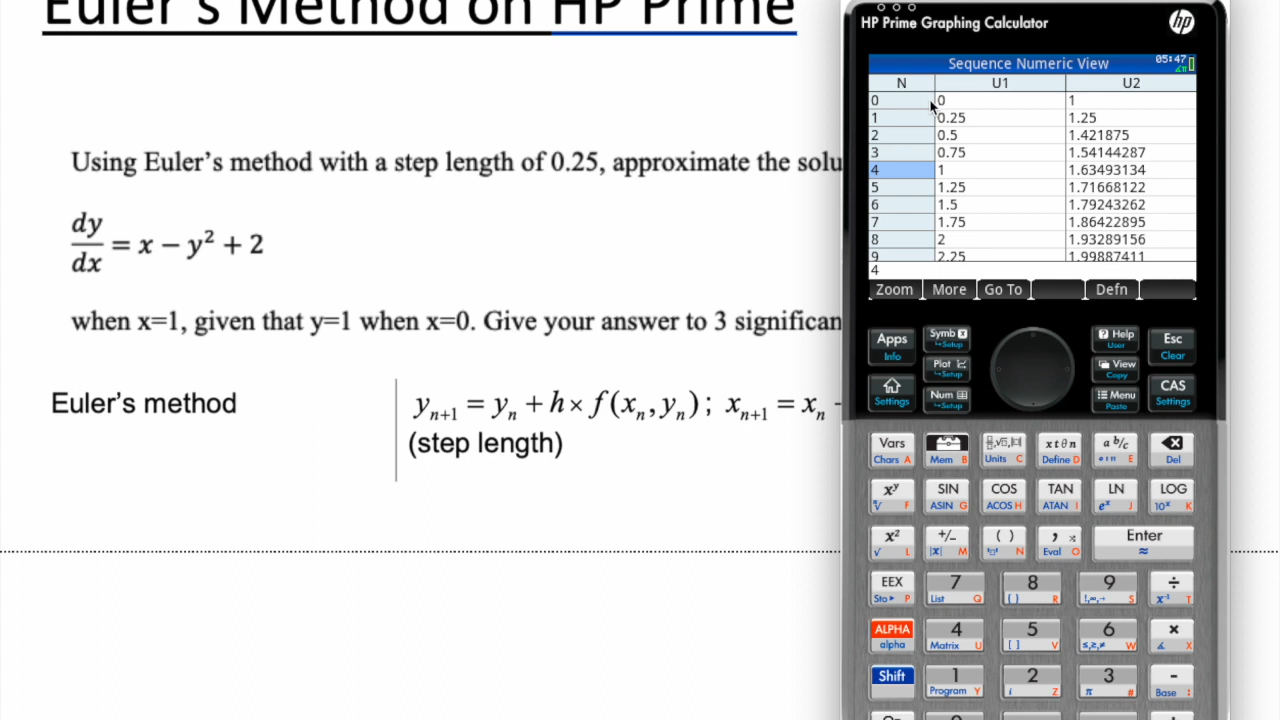 Euler's Method on HP Prime
Using Euler's method with a step length of 0.25, approximate the solu
dy/dx = x − y² + 2
when x=1, given that y=1 when x=0. Give your answer to 3 significan
Euler's method
yₙ₊₁ = yₙ + h × f(xₙ, yₙ) ; xₙ₊₁ = xₙ
(step length)
HP Prime Graphing Calculator hp
Sequence Numeric View 05:47
N U1 U2
0 0 1
1 0.25 1.25
2 0.5 1.421875
3 0.75 1.54144287
4 1 1.63493134
5 1.25 1.71668122
6 1.5 1.79243262
7 1.75 1.86422895
8 2 1.93289156
9 2.25 1.99887411
4
Zoom More Go To Defn
Apps Symb Help Esc
Info Setup User Clear
Plot View
Setup Copy
Num Menu CAS
Settings Setup Paste Settings
Vars x t θ n a b/c
Chars A Mem B Units C Define D E Del
xʸ SIN COS TAN LN LOG
F ASIN G ACOS H ATAN I eˣ J 10ˣ K
x² +/- ( ) , Enter
√ L |x| M N Eval O ≈
EEX 7 8 9 ÷
Sto ▸ P List Q { } R !,∞,→ S x⁻¹ T
ALPHA 4 5 6 ×
alpha Matrix U [ ] V ≤,≥,≠ W ∡ X
Shift 1 2 3 -
Program Y i Z π # Base :